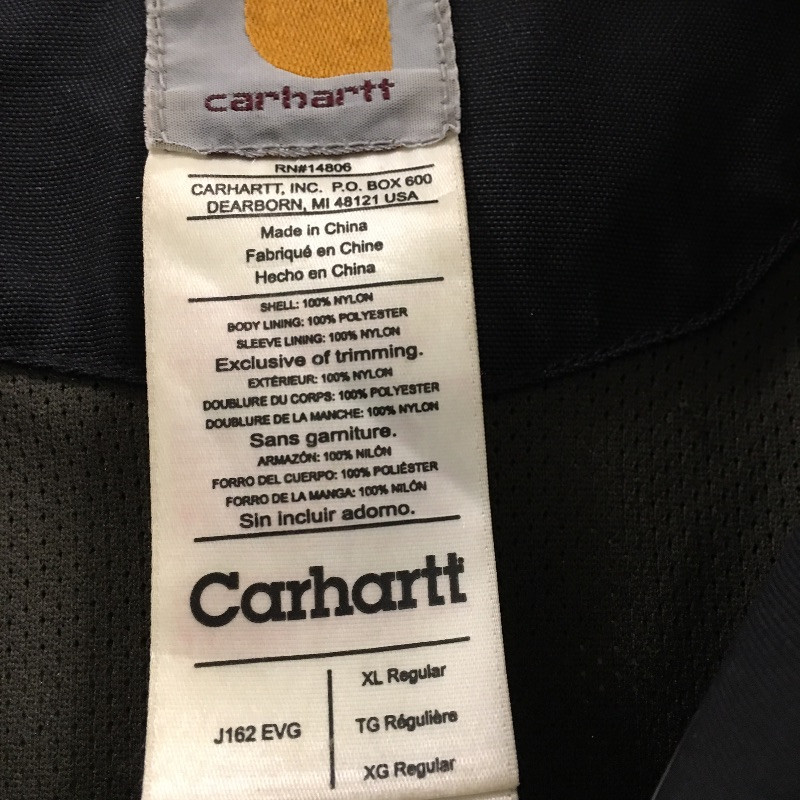 carhartt
RN#14806
CARHARTT, INC. P.O. BOX 600
DEARBORN, MI 48121 USA
Made in China
Fabriqué en Chine
Hecho en China
SHELL: 100% NYLON
BODY LINING: 100% POLYESTER
SLEEVE LINING: 100% NYLON
Exclusive of trimming.
EXTÉRIEUR: 100% NYLON
DOUBLURE DU CORPS: 100% POLYESTER
DOUBLURE DE LA MANCHE: 100% NYLON
Sans garniture.
ARMAZÓN: 100% NILÓN
FORRO DEL CUERPO: 100% POLIÉSTER
FORRO DE LA MANGA: 100% NILÓN
Sin incluir adorno.
Carhartt
J162 EVG
XL Regular
TG Régulière
XG Regular